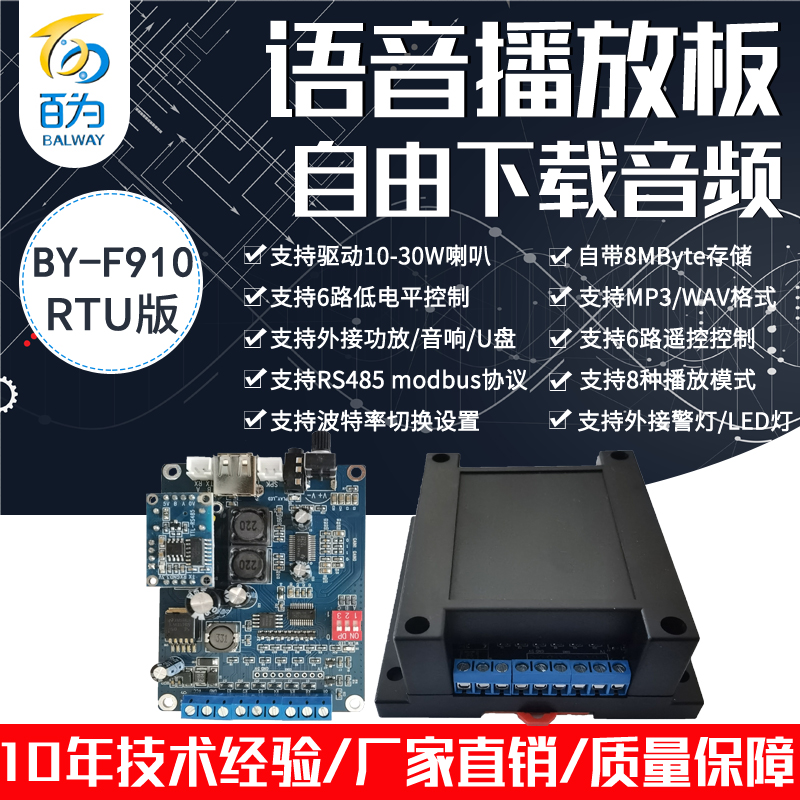 百为
BALWAY
语音播放板
自由下载音频
BY-F910
RTU版
支持驱动10-30W喇叭
自带8MByte存储
支持6路低电平控制
支持MP3/WAV格式
支持外接功放/音响/U盘
支持6路遥控控制
支持RS485 modbus协议
支持8种播放模式
支持波特率切换设置
支持外接警灯/LED灯
SPK
PLAY_LED
V+ V-
TTL-RS485
220
220
ON DP
1 2 3
10年技术经验/厂家直销/质量保障